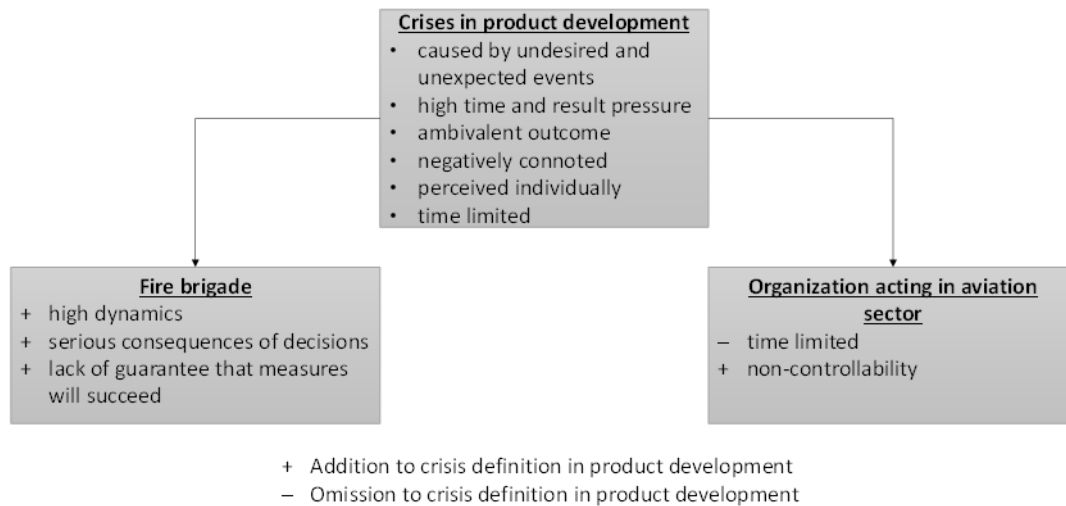 Crises in product development
• caused by undesired and
unexpected events
• high time and result pressure
• ambivalent outcome
• negatively connoted
• perceived individually
• time limited
Fire brigade
+ high dynamics
+ serious consequences of decisions
+ lack of guarantee that measures
will succeed
Organization acting in aviation
sector
– time limited
+ non-controllability
+ Addition to crisis definition in product development
– Omission to crisis definition in product development